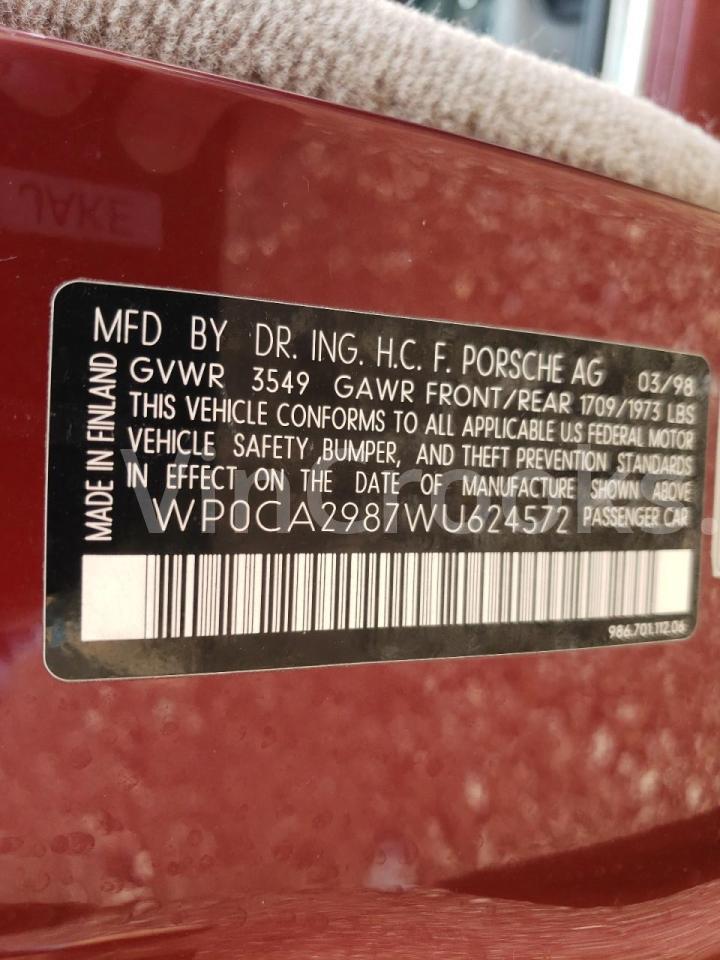 JAKE
MFD BY DR. ING. H.C. F. PORSCHE AG 03/98
GVWR 3549 GAWR FRONT/REAR 1709/1973 LBS
THIS VEHICLE CONFORMS TO ALL APPLICABLE U.S FEDERAL MOTOR
VEHICLE SAFETY, BUMPER, AND THEFT PREVENTION STANDARDS
IN EFFECT ON THE DATE OF MANUFACTURE SHOWN ABOVE
WP0CA2987WU624572 PASSENGER CAR
MADE IN FINLAND
986.701.112.06